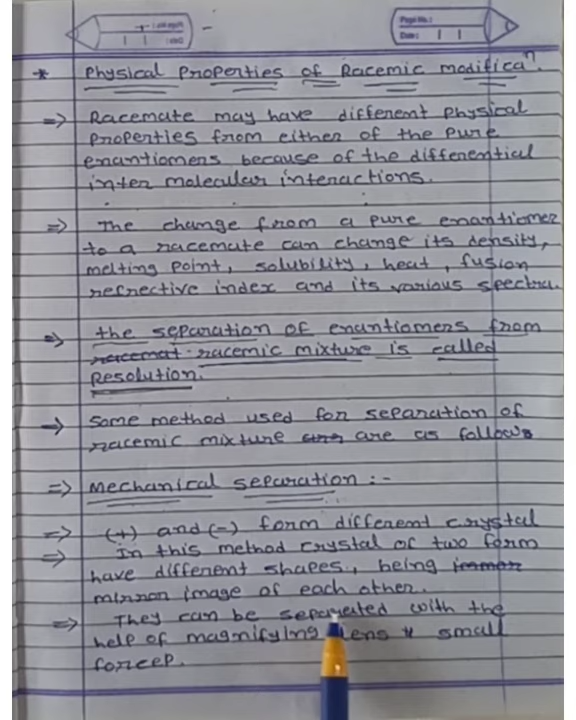 Page No.:
Date:
* Physical Properties of Racemic modificaⁿ.
=> Racemate may have different Physical
Properties from either of the pure
enantiomers because of the differential
inter molecular interactions.
=> The change from a pure enantiomer
to a racemate can change its density,
melting point, solubility, heat, fusion
refrective index and its various spectra.
=> the separation of enantiomers from
racemat racemic mixture is called
Resolution.
=> Some method used for separation of
racemic mixture are as follows
=> Mechanical separation :-
=> (+) and (-) form different crystal
=> In this method crystal of two form
have different shapes, being
mirror image of each other.
=> They can be separated with the
help of magnifying lens & small
forcep.